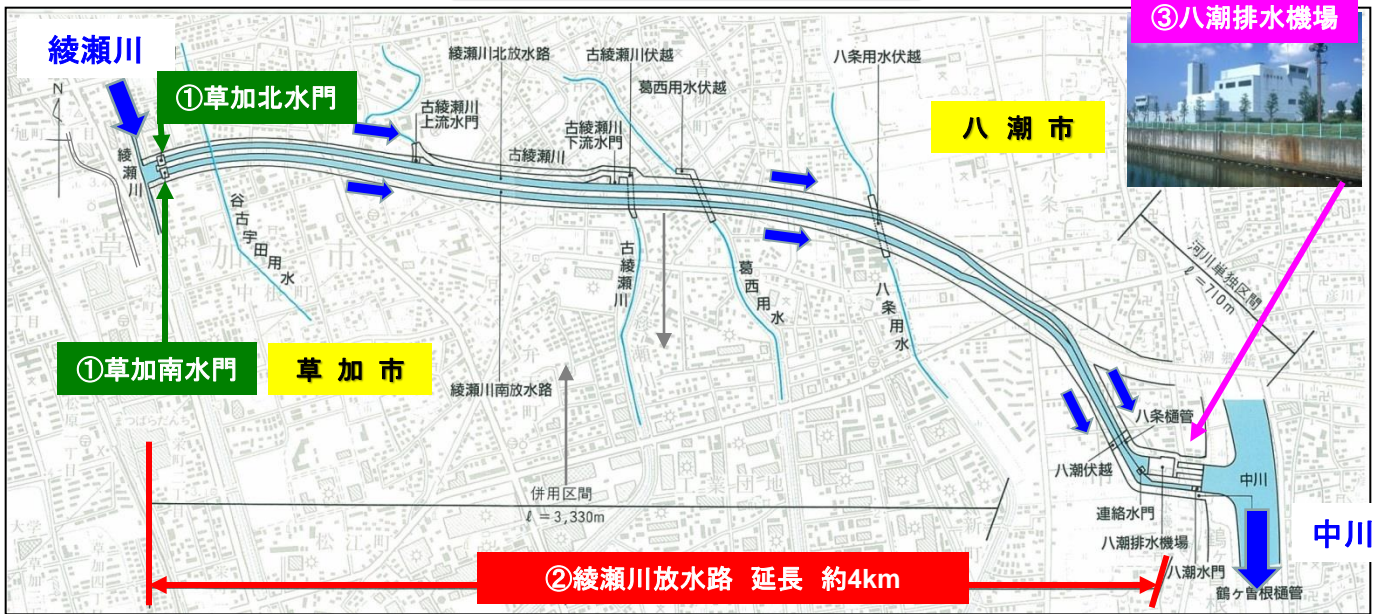 ③八潮排水機場
綾瀬川
①草加北水門
N
綾瀬川北放水路
古綾瀬川伏越
葛西用水伏越
八条用水伏越
古綾瀬川
上流水門
古綾瀬川
古綾瀬川
下流水門
八潮市
綾瀬川
谷古宇田用水
古綾瀬川
葛西用水
八条用水
河川単独区間
ℓ=710m
①草加南水門
草加市
綾瀬川南放水路
八条樋管
八潮伏越
中川
併用区間
ℓ=3,330m
連絡水門
八潮排水機場
八潮水門
鶴ヶ曽根樋管
中川
②綾瀬川放水路 延長 約4km